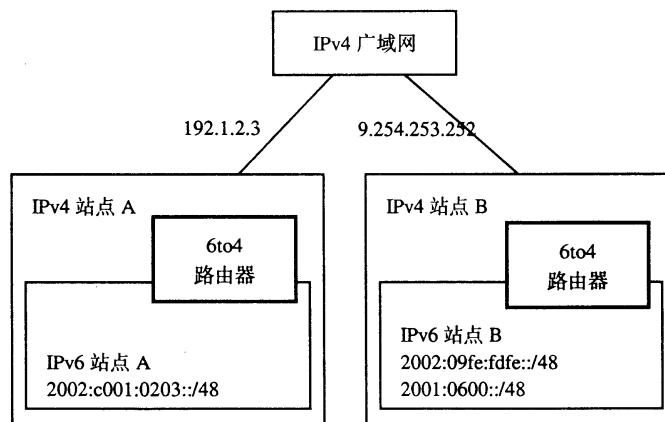 IPv4 广域网
192.1.2.3
9.254.253.252
IPv4 站点 A
6to4
路由器
IPv6 站点 A
2002:c001:0203::/48
IPv4 站点 B
6to4
路由器
IPv6 站点 B
2002:09fe:fdfe::/48
2001:0600::/48